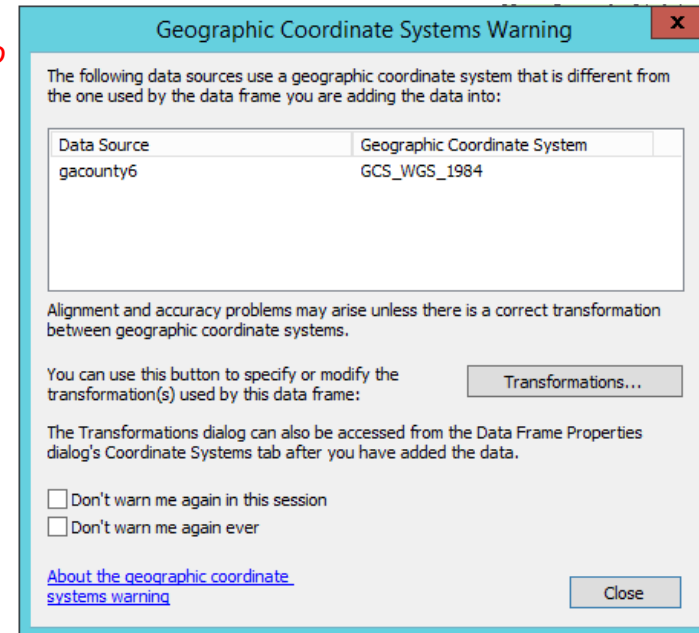 Geographic Coordinate Systems Warning
x
The following data sources use a geographic coordinate system that is different from
the one used by the data frame you are adding the data into:
Data Source Geographic Coordinate System
gacounty6 GCS_WGS_1984
Alignment and accuracy problems may arise unless there is a correct transformation
between geographic coordinate systems.
You can use this button to specify or modify the
transformation(s) used by this data frame:
Transformations...
The Transformations dialog can also be accessed from the Data Frame Properties
dialog's Coordinate Systems tab after you have added the data.
Don't warn me again in this session
Don't warn me again ever
About the geographic coordinate
systems warning
Close